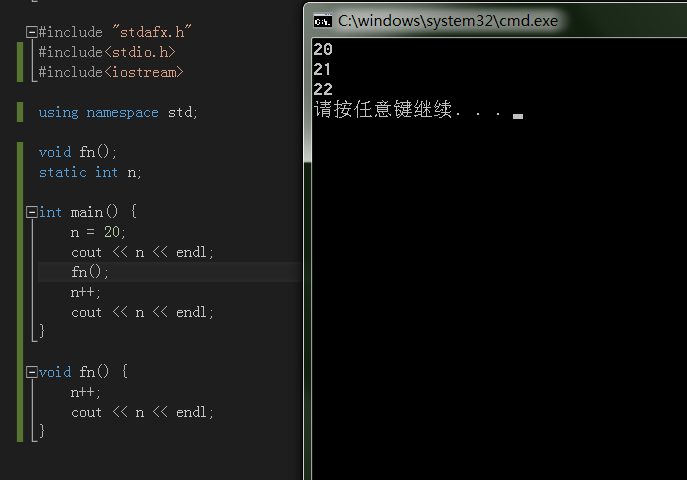 #include "stdafx.h"
#include<stdio.h>
#include<iostream>
using namespace std;
void fn();
static int n;
int main() {
n = 20;
cout << n << endl;
fn();
n++;
cout << n << endl;
}
void fn() {
n++;
cout << n << endl;
}
C:\windows\system32\cmd.exe
20
21
22
请按任意键继续. . .